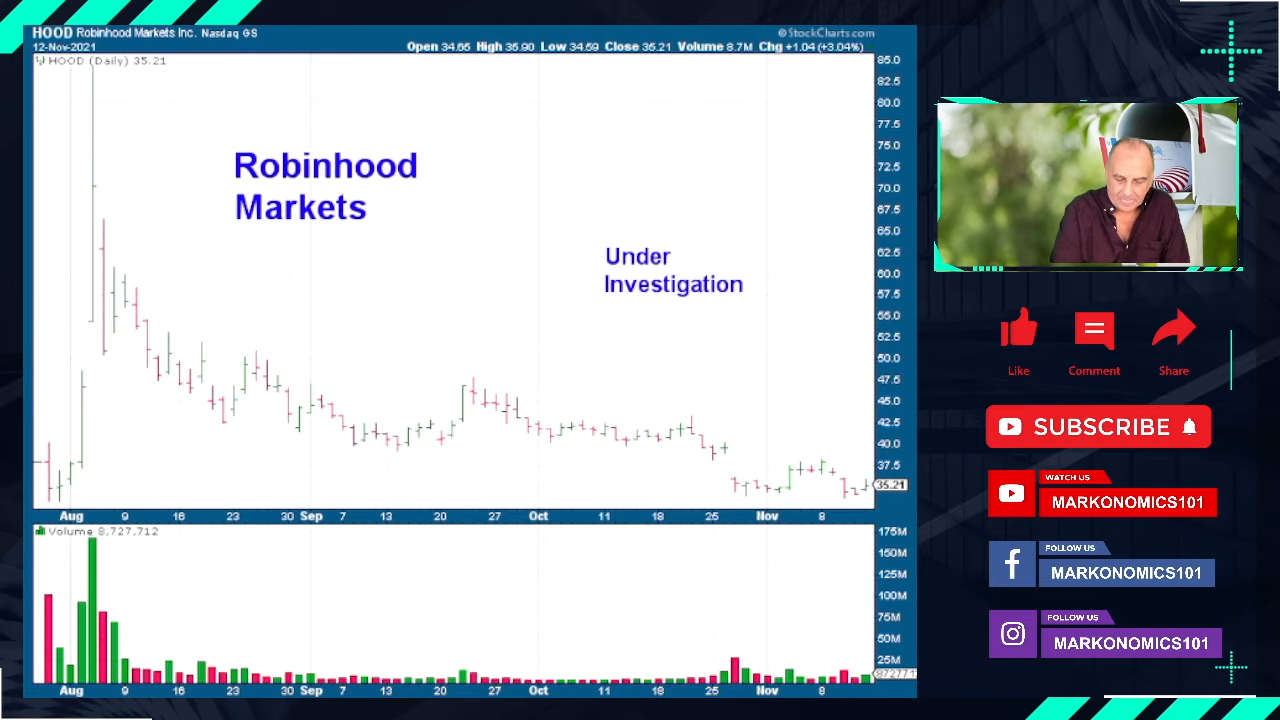 HOOD Robinhood Markets Inc. Nasdaq GS
© StockCharts.com
12-Nov-2021
Open 34.65 High 35.90 Low 34.59 Close 35.21 Volume 8.7M Chg +1.04 (+3.04%)
HOOD (Daily) 35.21
85.0
82.5
80.0
77.5
75.0
72.5
70.0
67.5
65.0
62.5
60.0
57.5
55.0
52.5
50.0
47.5
45.0
42.5
40.0
37.5
35.21
Robinhood
Markets
Under
Investigation
Aug 9 16 23 30 Sep 7 13 20 27 Oct 11 18 25 Nov 8
Volume 8,727,712
175M
150M
125M
100M
75M
50M
25M
Aug 9 16 23 30 Sep 7 13 20 27 Oct 11 18 25 Nov 8
Like Comment Share
SUBSCRIBE
WATCH US
MARKONOMICS101
FOLLOW US
MARKONOMICS101
FOLLOW US
MARKONOMICS101